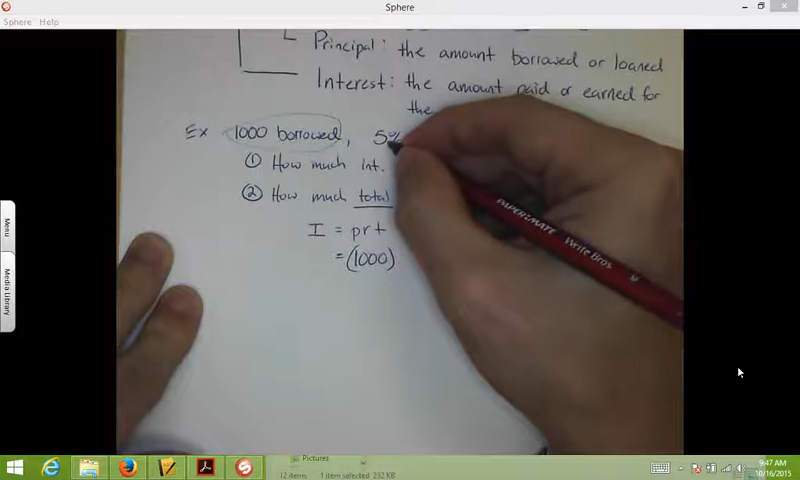 Sphere
Sphere Help
Principal: the amount borrowed or loaned
Interest: the amount paid or earned for
the
Ex 1000 borrowed, 5%
① How much int.
② How much total
I = prt
= (1000)
PAPER:MATE Write Bros.
Menu
Media Library
Pictures
12 items 1 item selected 232 KB
9:47 AM
10/16/2015